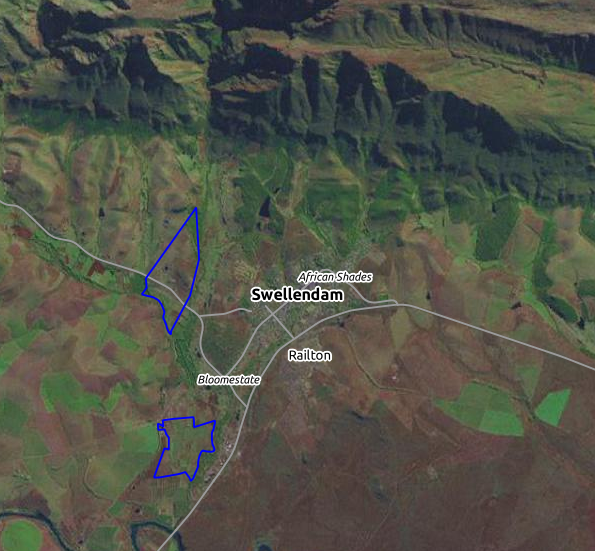 African Shades
Swellendam
Railton
Bloomestate